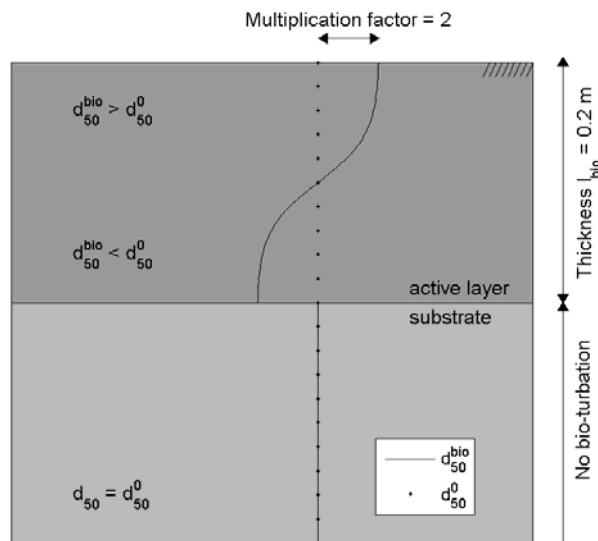 Multiplication factor = 2
d₅₀ᵇⁱᵒ > d₅₀⁰
d₅₀ᵇⁱᵒ < d₅₀⁰
active layer
substrate
d₅₀ = d₅₀⁰
d₅₀ᵇⁱᵒ
d₅₀⁰
Thickness l_bio = 0.2 m
No bio-turbation